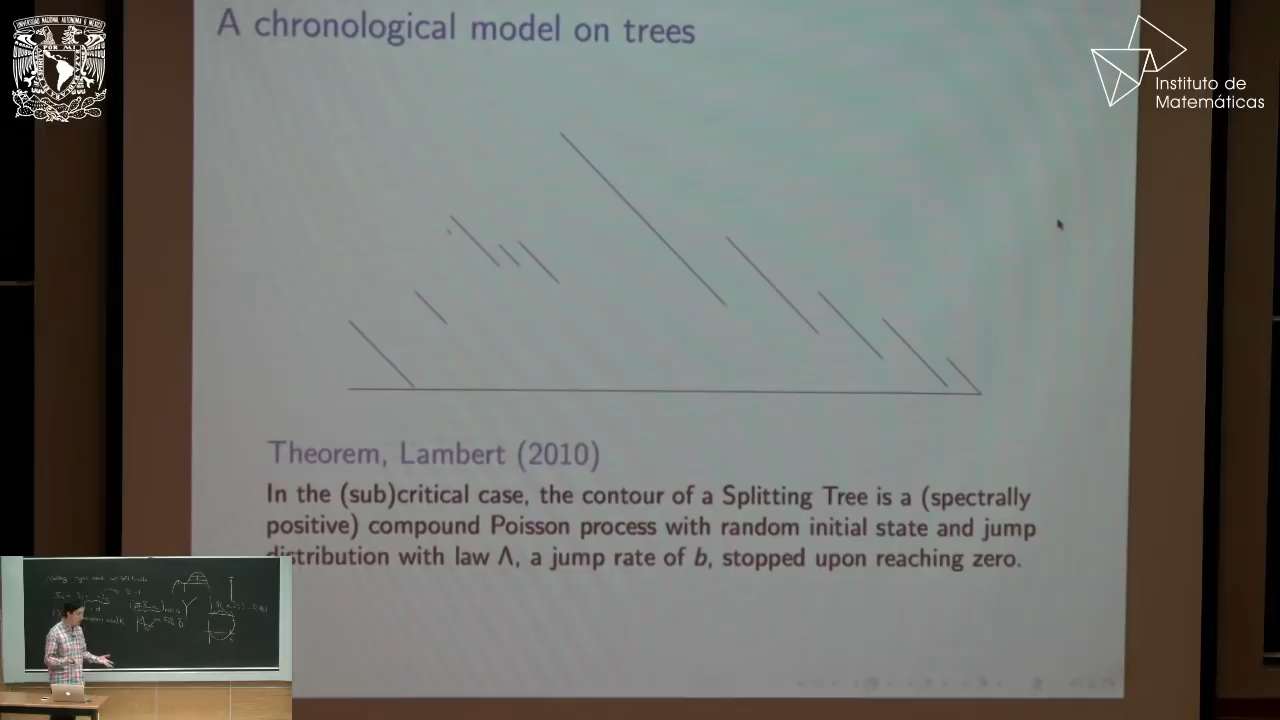 A chronological model on trees
Instituto de
Matemáticas
Theorem, Lambert (2010)
In the (sub)critical case, the contour of a Splitting Tree is a (spectrally
positive) compound Poisson process with random initial state and jump
distribution with law Λ, a jump rate of b, stopped upon reaching zero.